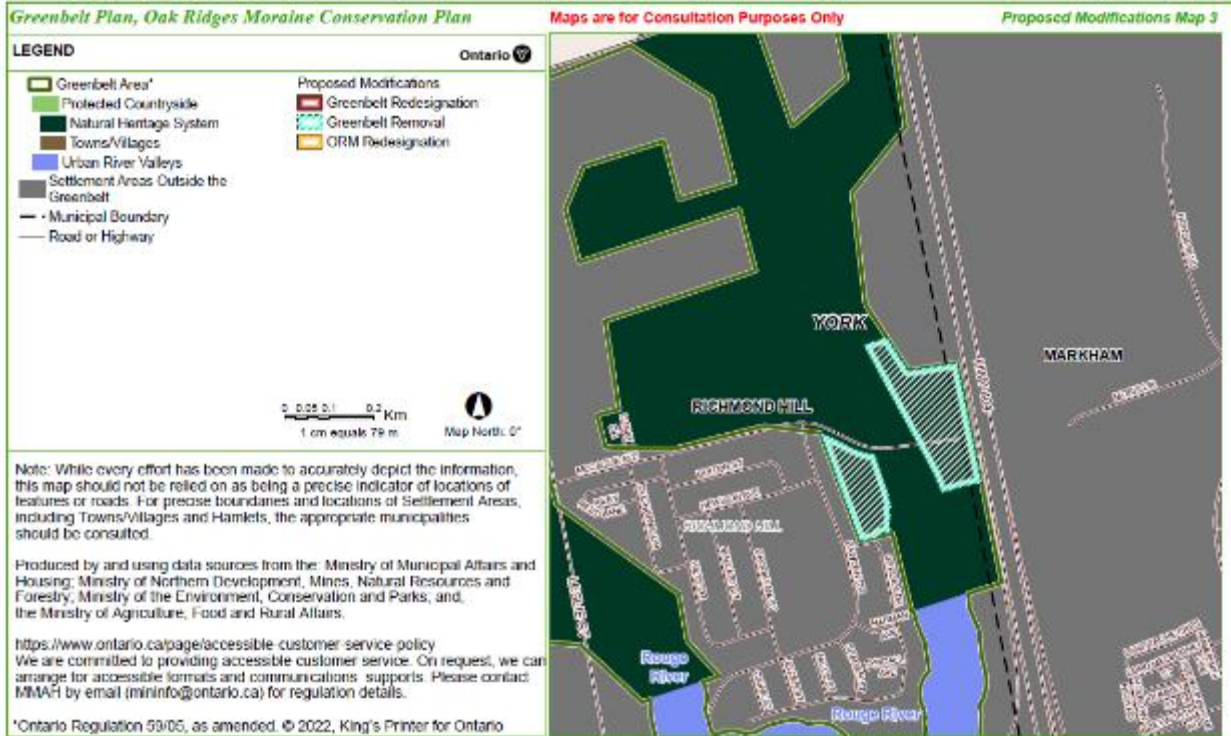 Greenbelt Plan, Oak Ridges Moraine Conservation Plan
Maps are for Consultation Purposes Only
Proposed Modifications Map 3
LEGEND
Ontario
Greenbelt Area*
Protected Countryside
Natural Heritage System
Towns/Villages
Urban River Valleys
Settlement Areas Outside the
Greenbelt
Municipal Boundary
Road or Highway
Proposed Modifications
Greenbelt Redesignation
Greenbelt Removal
ORM Redesignation
0 0.05 0.1 0.2 Km
1 cm equals 79 m
Map North: 0°
Note: While every effort has been made to accurately depict the information,
this map should not be relied on as being a precise indicator of locations of
features or roads. For precise boundaries and locations of Settlement Areas,
including Towns/Villages and Hamlets, the appropriate municipalities
should be consulted.
Produced by and using data sources from the: Ministry of Municipal Affairs and
Housing; Ministry of Northern Development, Mines, Natural Resources and
Forestry; Ministry of the Environment, Conservation and Parks; and,
the Ministry of Agriculture, Food and Rural Affairs.
https://www.ontario.ca/page/accessible-customer-service-policy
We are committed to providing accessible customer service. On request, we can
arrange for accessible formats and communications supports. Please contact
MMAH by email (mininfo@ontario.ca) for regulation details.
*Ontario Regulation 59/05, as amended. © 2022, King's Printer for Ontario
YORK
MARKHAM
RICHMOND HILL
RICHMOND HILL
Rouge
River
Rouge River